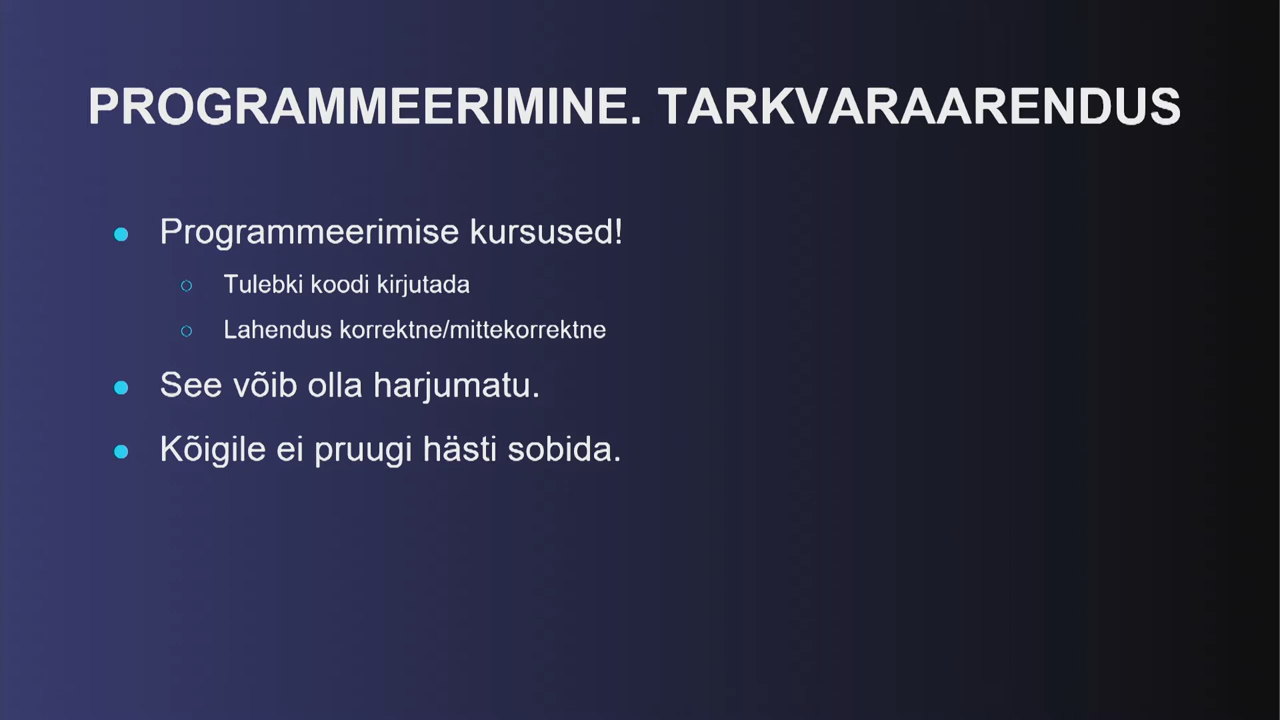 PROGRAMMEERIMINE. TARKVARAARENDUS
● Programmeerimise kursused!
○ Tulebki koodi kirjutada
○ Lahendus korrektne/mittekorrektne
● See võib olla harjumatu.
● Kõigile ei pruugi hästi sobida.